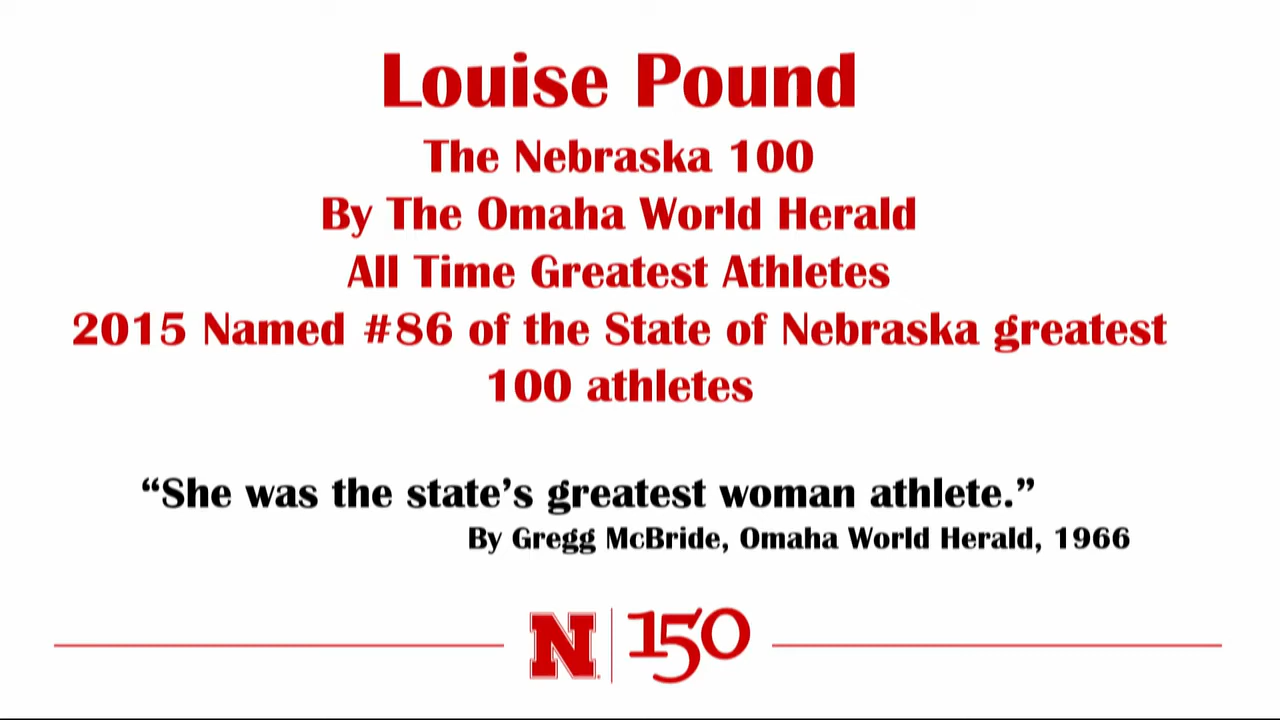 Louise Pound
The Nebraska 100
By The Omaha World Herald
All Time Greatest Athletes
2015 Named #86 of the State of Nebraska greatest
100 athletes
“She was the state’s greatest woman athlete.”
By Gregg McBride, Omaha World Herald, 1966
N 150